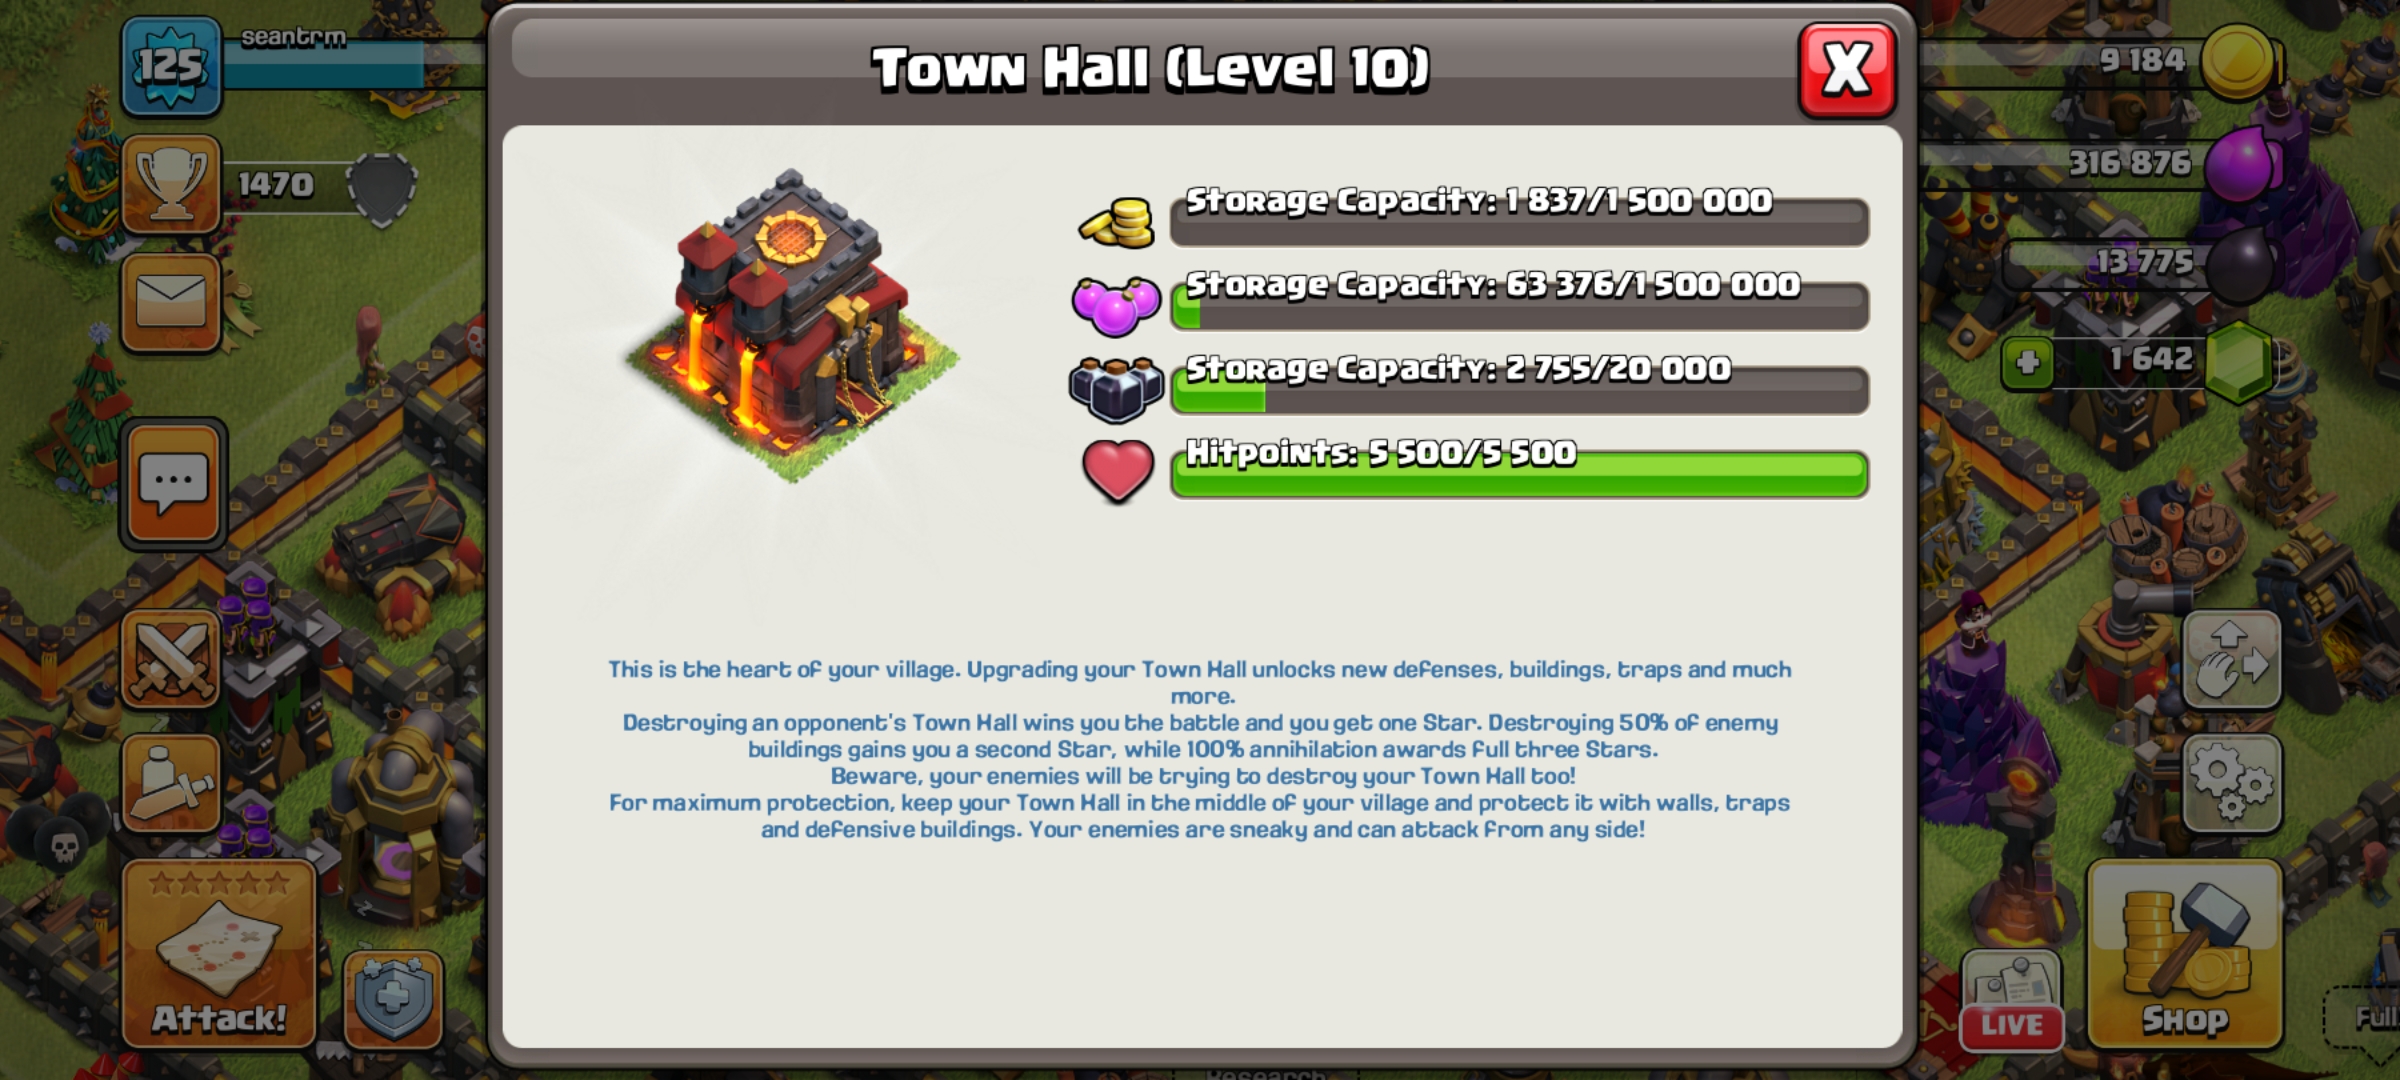 125
seantrm
1470
Attack!
Town Hall (Level 10)
X
Storage Capacity: 1 837/1 500 000
Storage Capacity: 63 376/1 500 000
Storage Capacity: 2 755/20 000
Hitpoints: 5 500/5 500
This is the heart of your village. Upgrading your Town Hall unlocks new defenses, buildings, traps and much
more.
Destroying an opponent's Town Hall wins you the battle and you get one Star. Destroying 50% of enemy
buildings gains you a second Star, while 100% annihilation awards full three Stars.
Beware, your enemies will be trying to destroy your Town Hall too!
For maximum protection, keep your Town Hall in the middle of your village and protect it with walls, traps
and defensive buildings. Your enemies are sneaky and can attack from any side!
9 184
316 876
13 775
1 642
LIVE
Shop
Full
Research